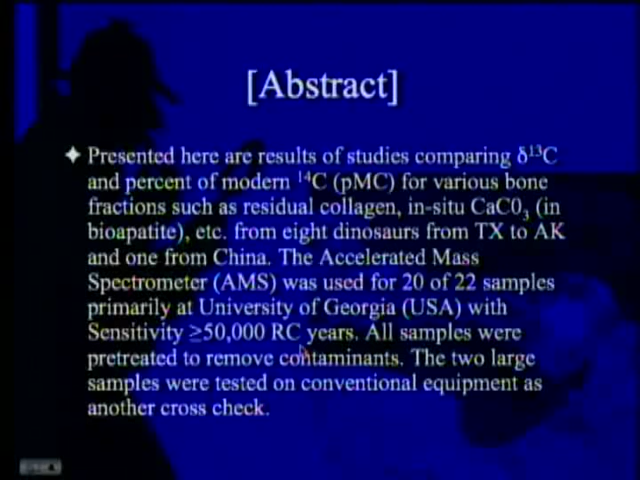 [Abstract]
Presented here are results of studies comparing δ¹³C
and percent of modern ¹⁴C (pMC) for various bone
fractions such as residual collagen, in-situ CaC0₃ (in
bioapatite), etc. from eight dinosaurs from TX to AK
and one from China. The Accelerated Mass
Spectrometer (AMS) was used for 20 of 22 samples
primarily at University of Georgia (USA) with
Sensitivity ≥50,000 RC years. All samples were
pretreated to remove contaminants. The two large
samples were tested on conventional equipment as
another cross check.